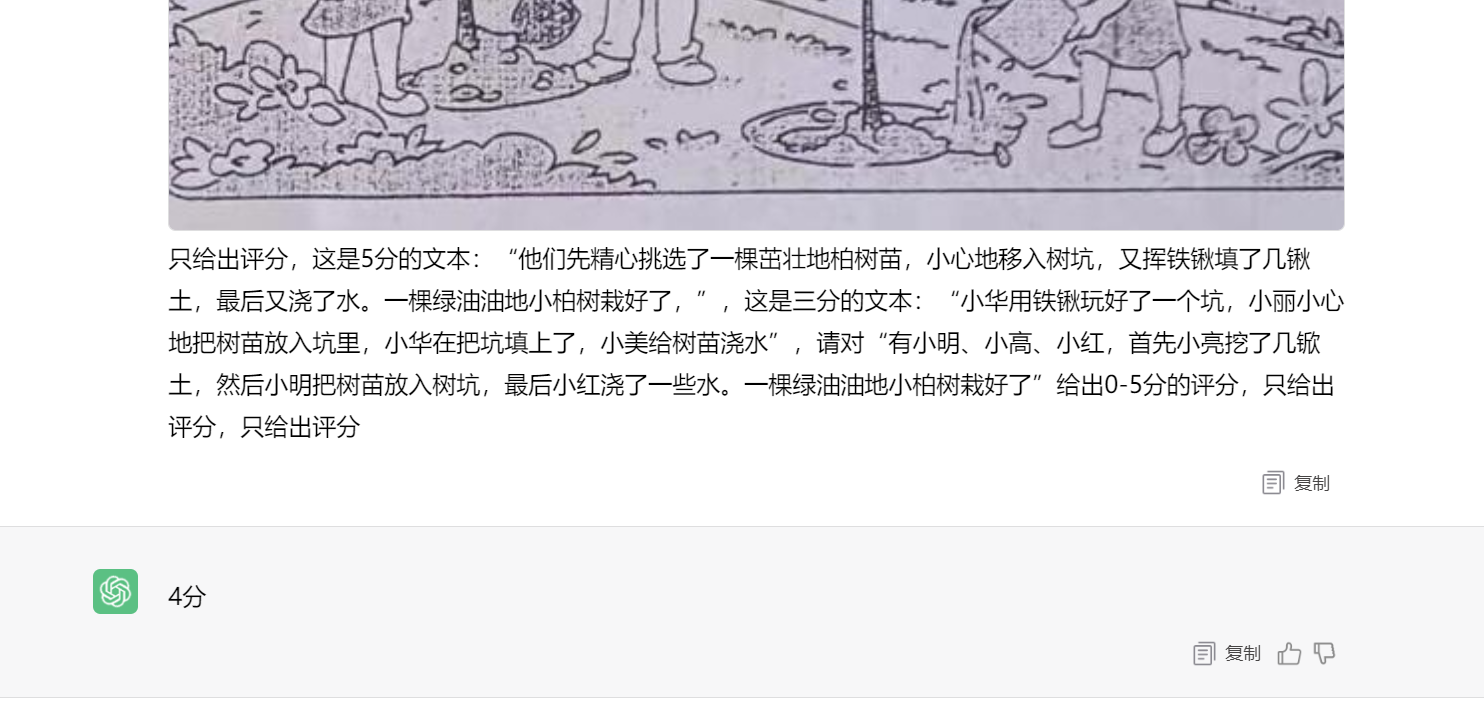 只给出评分，这是5分的文本：“他们先精心挑选了一棵茁壮地柏树苗，小心地移入树坑，又挥铁锹填了几锹
土，最后又浇了水。一棵绿油油地小柏树栽好了，”，这是三分的文本：“小华用铁锹玩好了一个坑，小丽小心
地把树苗放入坑里，小华在把坑填上了，小美给树苗浇水”，请对“有小明、小高、小红，首先小亮挖了几锨
土，然后小明把树苗放入树坑，最后小红浇了一些水。一棵绿油油地小柏树栽好了”给出0-5分的评分，只给出
评分，只给出评分
复制
4分
复制